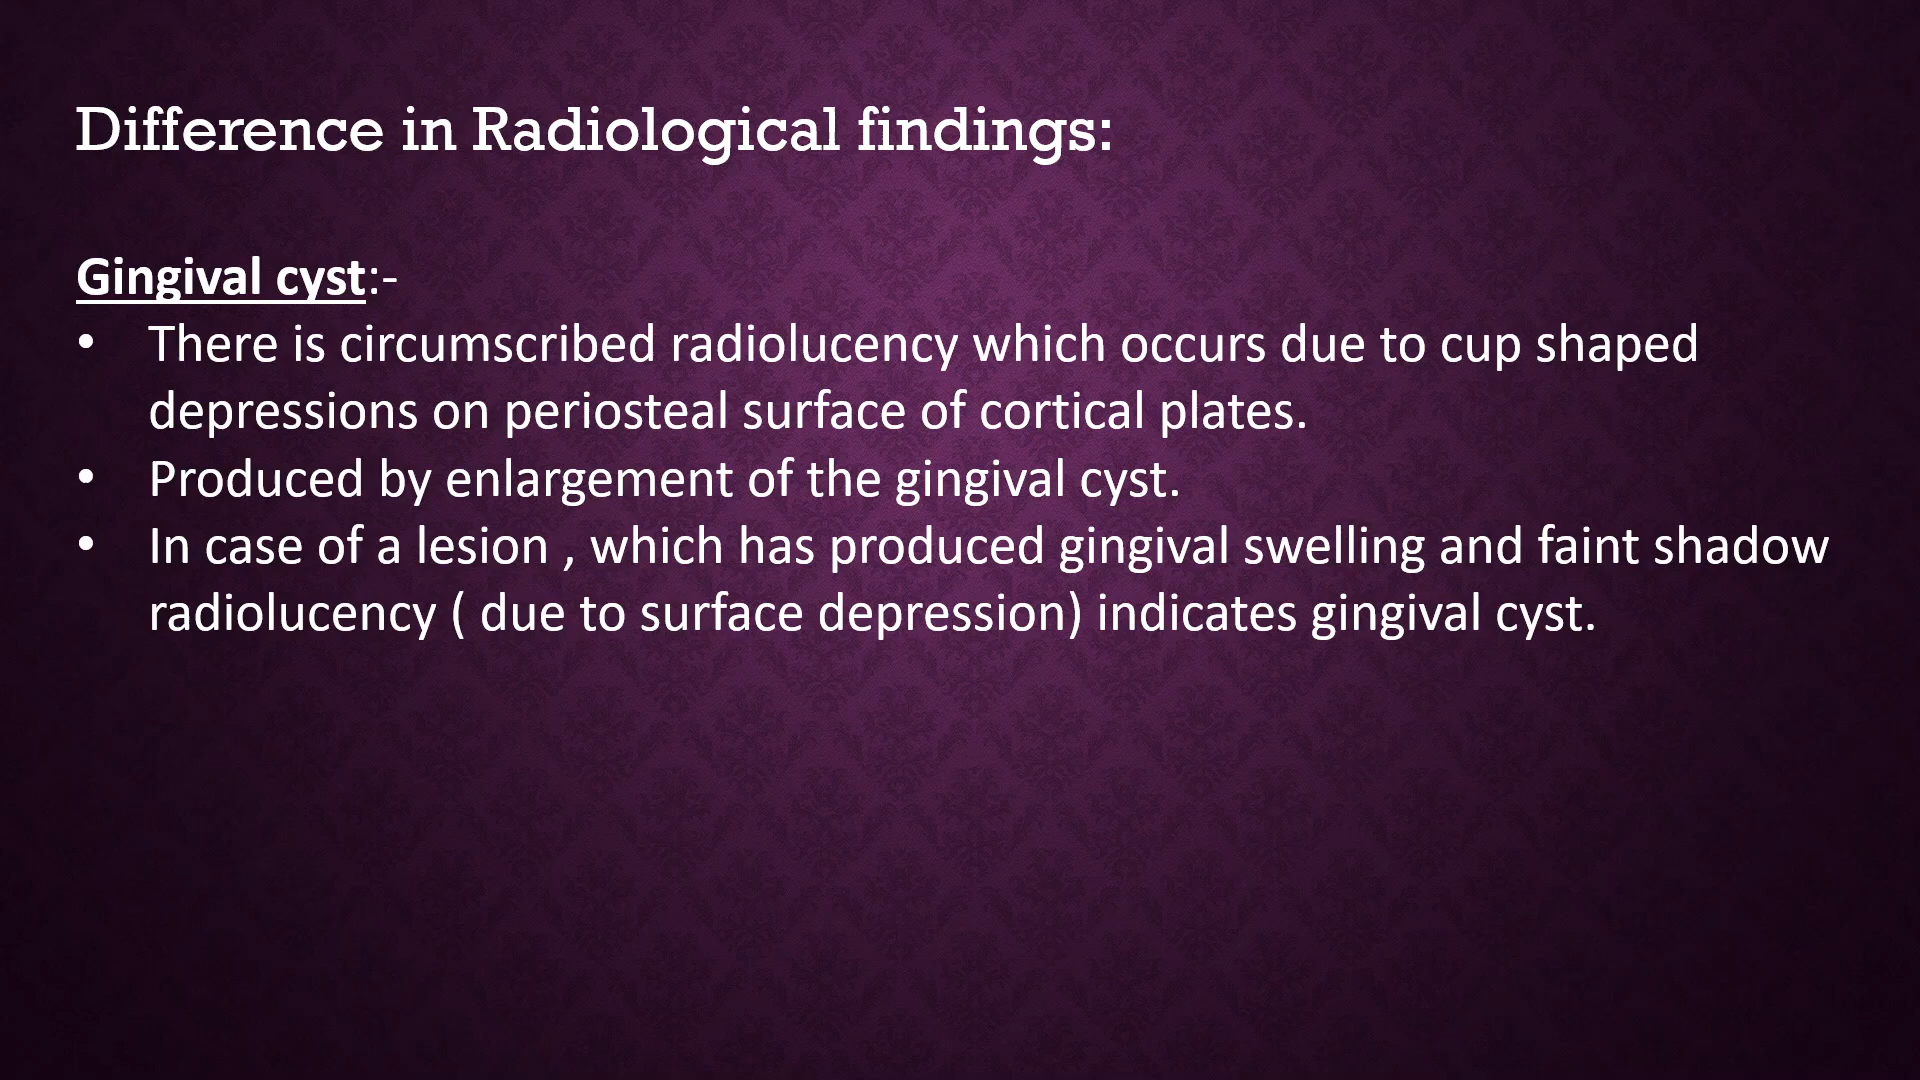 Difference in Radiological findings:
Gingival cyst:-
• There is circumscribed radiolucency which occurs due to cup shaped
depressions on periosteal surface of cortical plates.
• Produced by enlargement of the gingival cyst.
• In case of a lesion , which has produced gingival swelling and faint shadow
radiolucency ( due to surface depression) indicates gingival cyst.